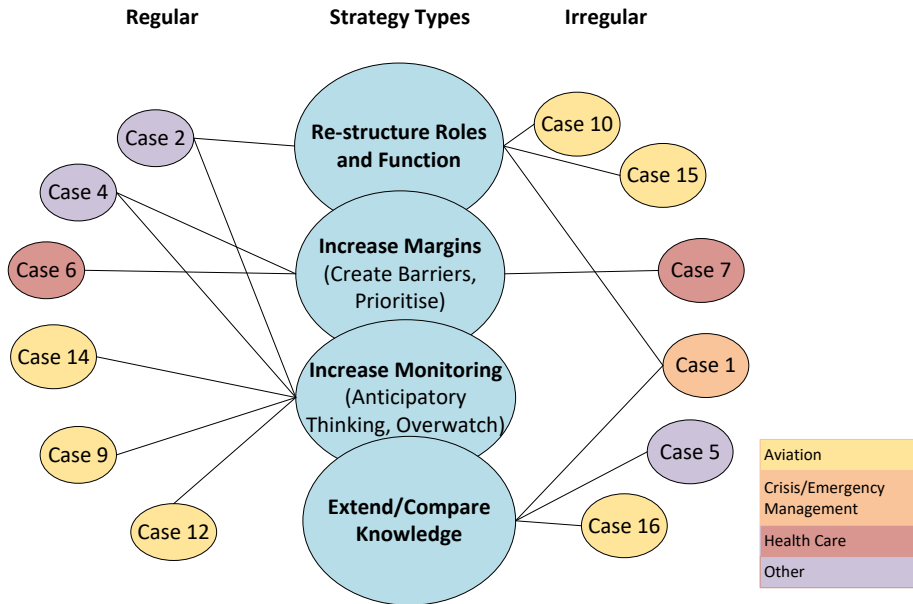 Regular
Strategy Types
Irregular
Re-structure Roles
and Function
Case 10
Case 2
Case 15
Case 4
Increase Margins
(Create Barriers,
Prioritise)
Case 6
Case 7
Case 14
Increase Monitoring
(Anticipatory
Thinking, Overwatch)
Case 1
Case 9
Case 5
Case 12
Extend/Compare
Knowledge
Case 16
Aviation
Crisis/Emergency
Management
Health Care
Other